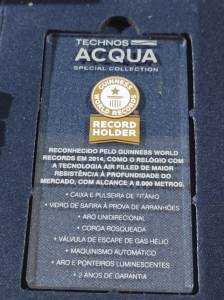 TECHNOS
ACQUA
SPECIAL COLLECTION
GUINNESS
WORLD
RECORDS
RECORD
HOLDER
RECONHECIDO PELO GUINNESS WORLD
RECORDS EM 2014, COMO O RELÓGIO COM
A TECNOLOGIA AIR FILLED DE MAIOR
RESISTÊNCIA À PROFUNDIDADE DO
MERCADO, COM ALCANCE A 8.000 METROS.
• CAIXA E PULSEIRA DE TITÂNIO
• VIDRO DE SAFIRA À PROVA DE ARRANHÕES
• ARO UNIDIRECIONAL
• COROA ROSQUEADA
• VÁLVULA DE ESCAPE DE GÁS HÉLIO
• MAQUINISMO AUTOMÁTICO
• ARO E PONTEIROS LUMINESCENTES
• 2 ANOS DE GARANTIA